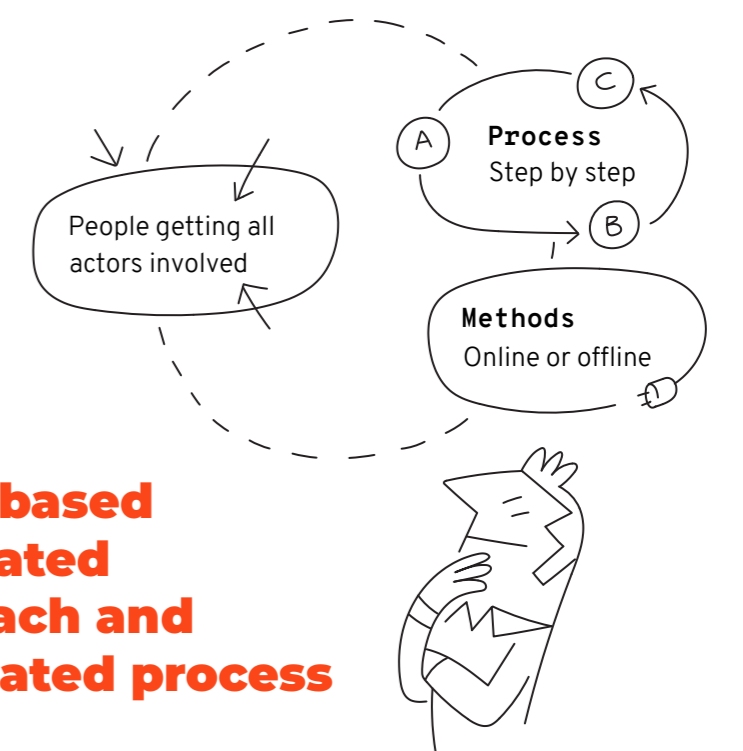 C
A
Process
Step by step
B
People getting all
actors involved
Methods
Online or offline
based
ated
ach and
ated process